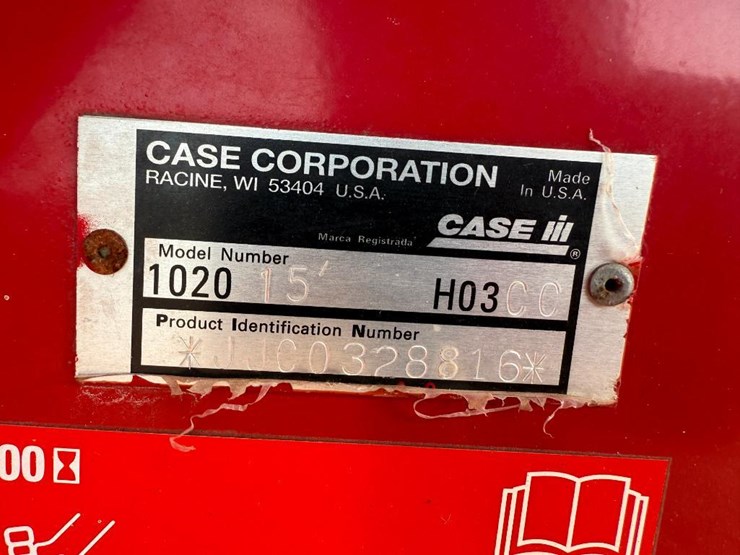 CASE CORPORATION
RACINE, WI 53404 U.S.A.
Made
In U.S.A.
Marca Registrada
CASE IH
®
Model Number
1020 15' H03CC
Product Identification Number
*JJC0328816*
00